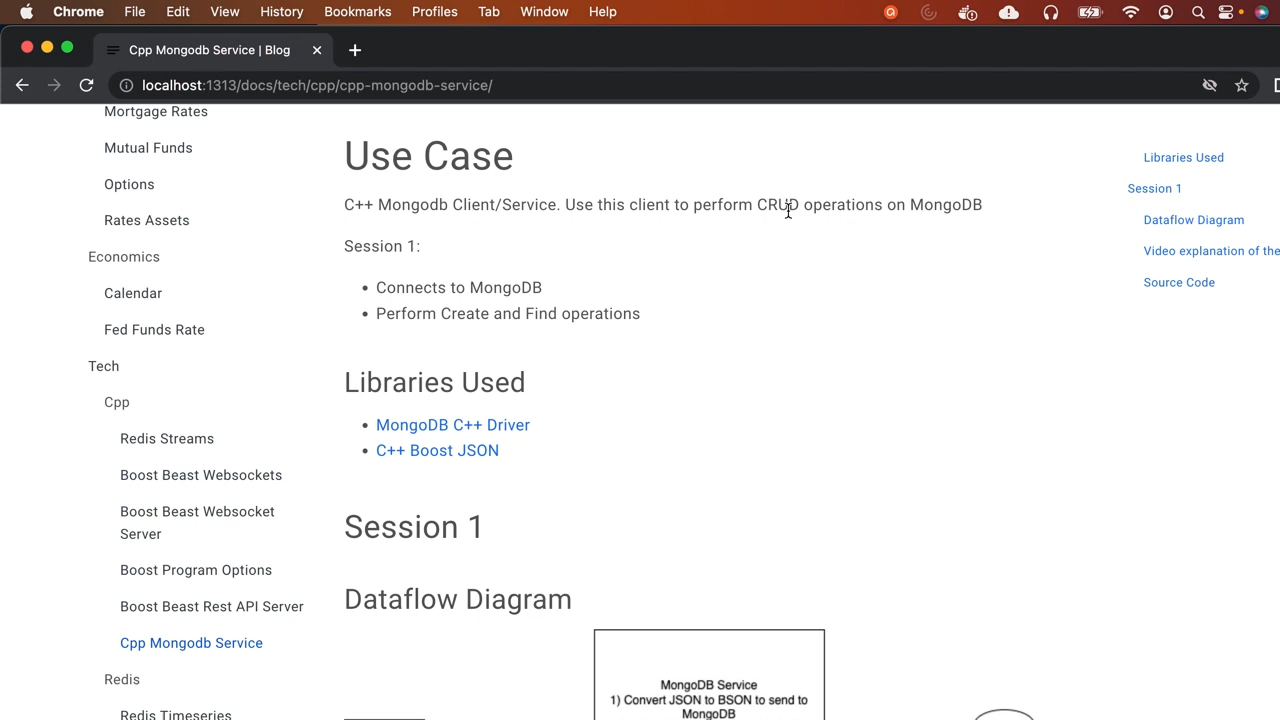 Chrome File Edit View History Bookmarks Profiles Tab Window Help
Cpp Mongodb Service | Blog
localhost:1313/docs/tech/cpp/cpp-mongodb-service/
Mortgage Rates
Mutual Funds
Options
Rates Assets
Economics
Calendar
Fed Funds Rate
Tech
Cpp
Redis Streams
Boost Beast Websockets
Boost Beast Websocket
Server
Boost Program Options
Boost Beast Rest API Server
Cpp Mongodb Service
Redis
Redis Timeseries
Use Case
C++ Mongodb Client/Service. Use this client to perform CRUD operations on MongoDB
Session 1:
• Connects to MongoDB
• Perform Create and Find operations
Libraries Used
• MongoDB C++ Driver
• C++ Boost JSON
Session 1
Dataflow Diagram
MongoDB Service
1) Convert JSON to BSON to send to
MongoDB
Libraries Used
Session 1
Dataflow Diagram
Video explanation of the
Source Code